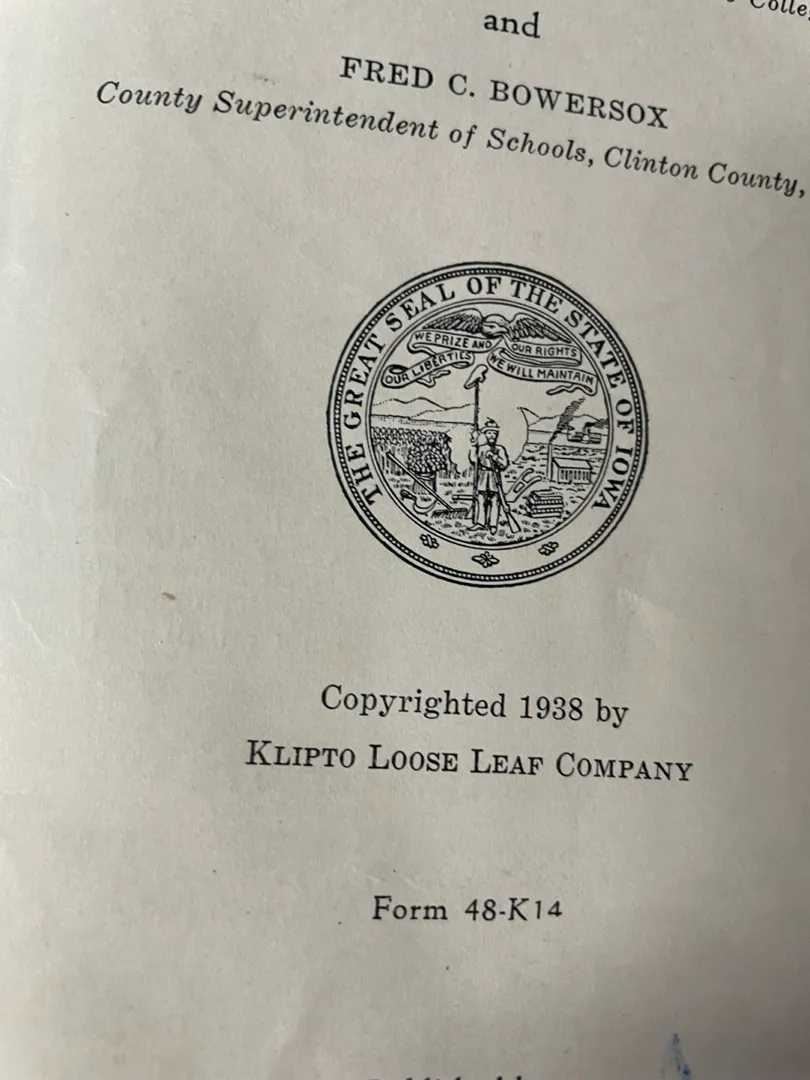 Colle
and
FRED C. BOWERSOX
County Superintendent of Schools, Clinton County,
THE GREAT SEAL OF THE STATE OF IOWA
WE PRIZE AND OUR RIGHTS
OUR LIBERTIES WE WILL MAINTAIN
Copyrighted 1938 by
KLIPTO LOOSE LEAF COMPANY
Form 48-K14